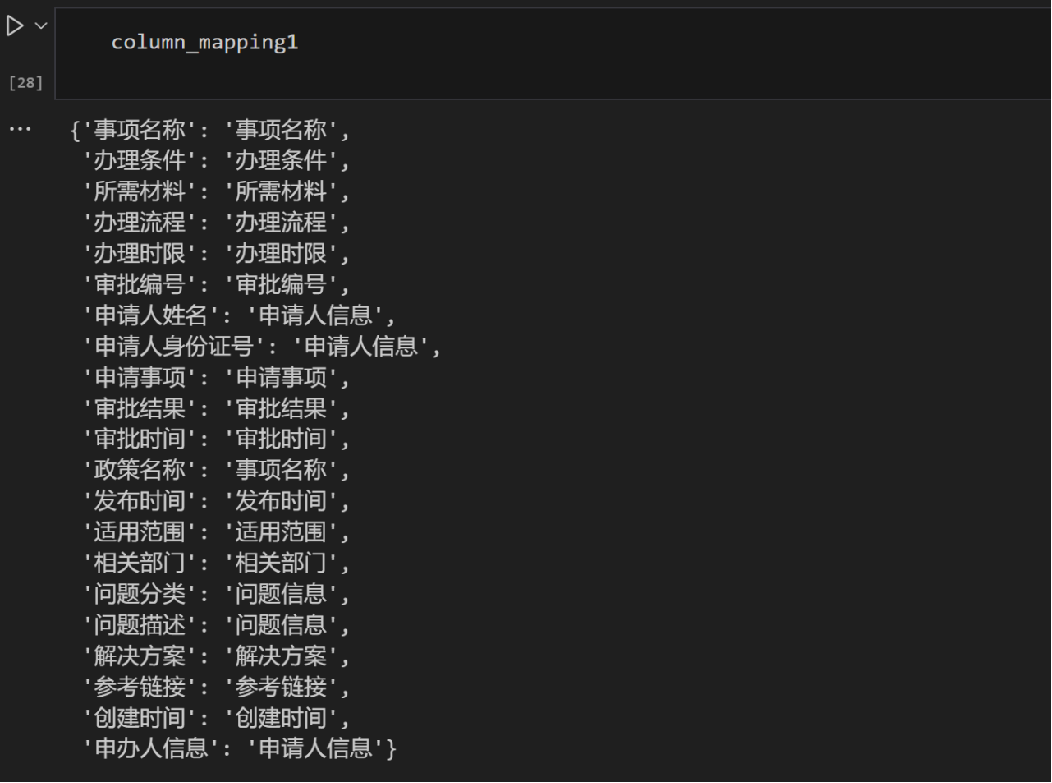 column_mapping1
[28]
... {'事项名称': '事项名称',
'办理条件': '办理条件',
'所需材料': '所需材料',
'办理流程': '办理流程',
'办理时限': '办理时限',
'审批编号': '审批编号',
'申请人姓名': '申请人信息',
'申请人身份证号': '申请人信息',
'申请事项': '申请事项',
'审批结果': '审批结果',
'审批时间': '审批时间',
'政策名称': '事项名称',
'发布时间': '发布时间',
'适用范围': '适用范围',
'相关部门': '相关部门',
'问题分类': '问题信息',
'问题描述': '问题信息',
'解决方案': '解决方案',
'参考链接': '参考链接',
'创建时间': '创建时间',
'申办人信息': '申请人信息'}